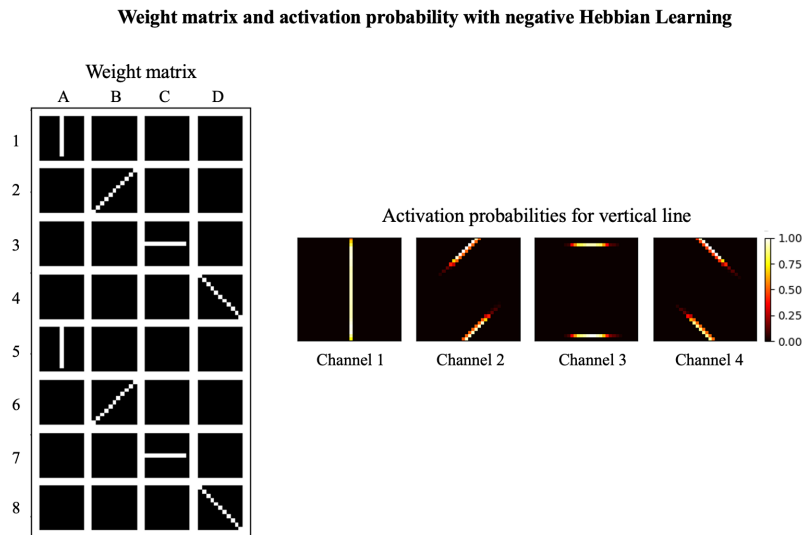 Weight matrix and activation probability with negative Hebbian Learning
Weight matrix
A B C D
1
2
3
4
5
6
7
8
Activation probabilities for vertical line
1.00
0.75
0.50
0.25
0.00
Channel 1 Channel 2 Channel 3 Channel 4